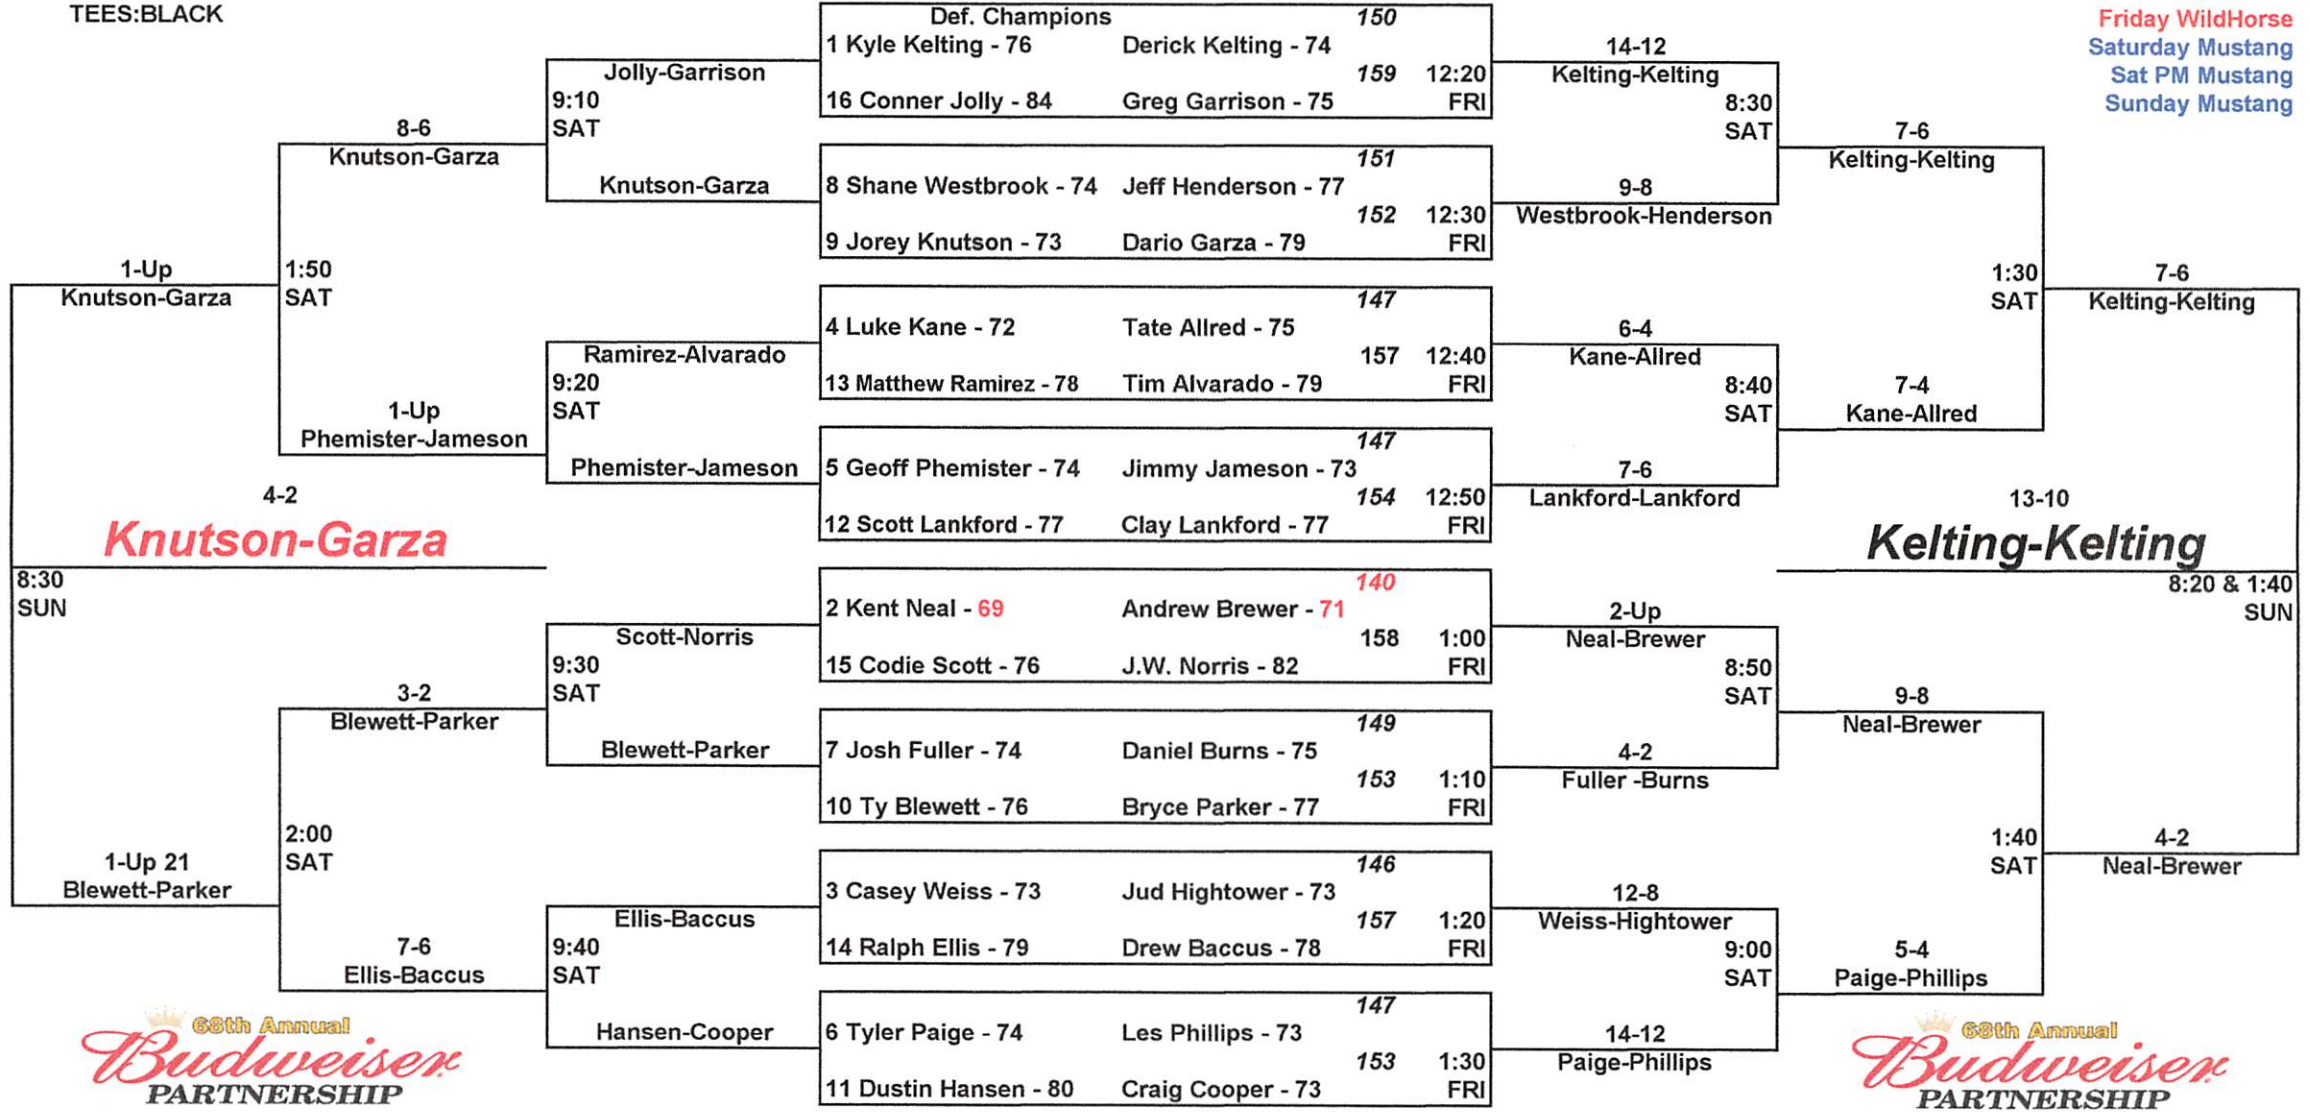 TEES:BLACK
Friday WildHorse
Saturday Mustang
Sat PM Mustang
Sunday Mustang
Def. Champions 150
1 Kyle Kelting - 76 Derick Kelting - 74
159 12:20
16 Conner Jolly - 84 Greg Garrison - 75 FRI
151
8 Shane Westbrook - 74 Jeff Henderson - 77
152 12:30
9 Jorey Knutson - 73 Dario Garza - 79 FRI
147
4 Luke Kane - 72 Tate Allred - 75
157 12:40
13 Matthew Ramirez - 78 Tim Alvarado - 79 FRI
147
5 Geoff Phemister - 74 Jimmy Jameson - 73
154 12:50
12 Scott Lankford - 77 Clay Lankford - 77 FRI
140
2 Kent Neal - 69 Andrew Brewer - 71
158 1:00
15 Codie Scott - 76 J.W. Norris - 82 FRI
149
7 Josh Fuller - 74 Daniel Burns - 75
153 1:10
10 Ty Blewett - 76 Bryce Parker - 77 FRI
146
3 Casey Weiss - 73 Jud Hightower - 73
157 1:20
14 Ralph Ellis - 79 Drew Baccus - 78 FRI
147
6 Tyler Paige - 74 Les Phillips - 73
153 1:30
11 Dustin Hansen - 80 Craig Cooper - 73 FRI
Jolly-Garrison
9:10
SAT
Knutson-Garza
Ramirez-Alvarado
9:20
SAT
Phemister-Jameson
Scott-Norris
9:30
SAT
Blewett-Parker
Ellis-Baccus
9:40
SAT
Hansen-Cooper
8-6
Knutson-Garza
1:50
SAT
1-Up
Phemister-Jameson
3-2
Blewett-Parker
2:00
SAT
7-6
Ellis-Baccus
1-Up
Knutson-Garza
4-2
Knutson-Garza
8:30
SUN
1-Up 21
Blewett-Parker
14-12
Kelting-Kelting
8:30
SAT
9-8
Westbrook-Henderson
6-4
Kane-Allred
8:40
SAT
7-6
Lankford-Lankford
2-Up
Neal-Brewer
8:50
SAT
4-2
Fuller -Burns
12-8
Weiss-Hightower
9:00
SAT
14-12
Paige-Phillips
7-6
Kelting-Kelting
1:30
SAT
7-4
Kane-Allred
9-8
Neal-Brewer
1:40
SAT
5-4
Paige-Phillips
7-6
Kelting-Kelting
13-10
Kelting-Kelting
8:20 & 1:40
SUN
4-2
Neal-Brewer
68th Annual
Budweiser
PARTNERSHIP
68th Annual
Budweiser
PARTNERSHIP